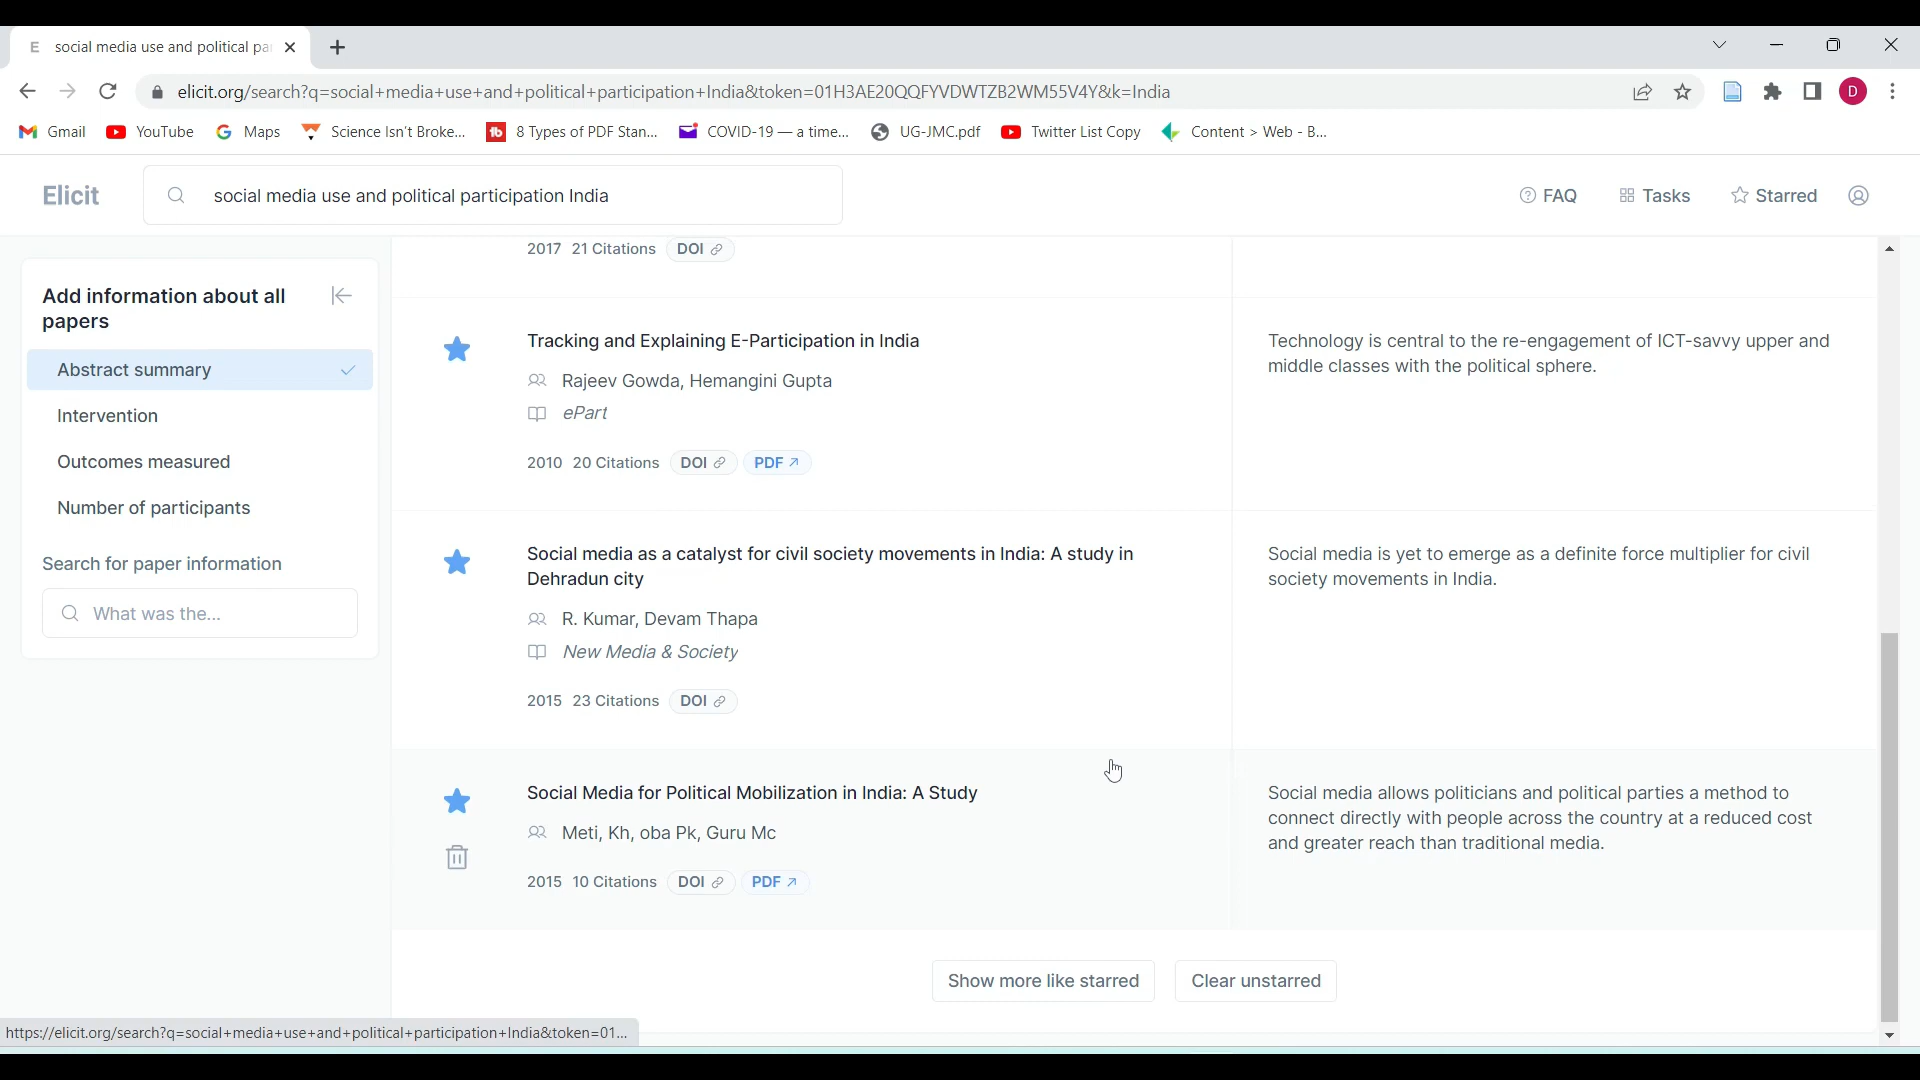 E social media use and political pa
elicit.org/search?q=social+media+use+and+political+participation+India&token=01H3AE20QQFYVDWTZB2WM55V4Y&k=India
D
Gmail YouTube Maps Science Isn't Broke... 8 Types of PDF Stan... COVID-19 — a time... UG-JMC.pdf Twitter List Copy Content > Web - B...
Elicit social media use and political participation India FAQ Tasks Starred
Add information about all
papers
Abstract summary
Intervention
Outcomes measured
Number of participants
Search for paper information
What was the...
2017 21 Citations DOI
Tracking and Explaining E-Participation in India
Rajeev Gowda, Hemangini Gupta
ePart
2010 20 Citations DOI PDF
Technology is central to the re-engagement of ICT-savvy upper and
middle classes with the political sphere.
Social media as a catalyst for civil society movements in India: A study in
Dehradun city
R. Kumar, Devam Thapa
New Media & Society
2015 23 Citations DOI
Social media is yet to emerge as a definite force multiplier for civil
society movements in India.
Social Media for Political Mobilization in India: A Study
Meti, Kh, oba Pk, Guru Mc
2015 10 Citations DOI PDF
Social media allows politicians and political parties a method to
connect directly with people across the country at a reduced cost
and greater reach than traditional media.
Show more like starred Clear unstarred
https://elicit.org/search?q=social+media+use+and+political+participation+India&token=01...